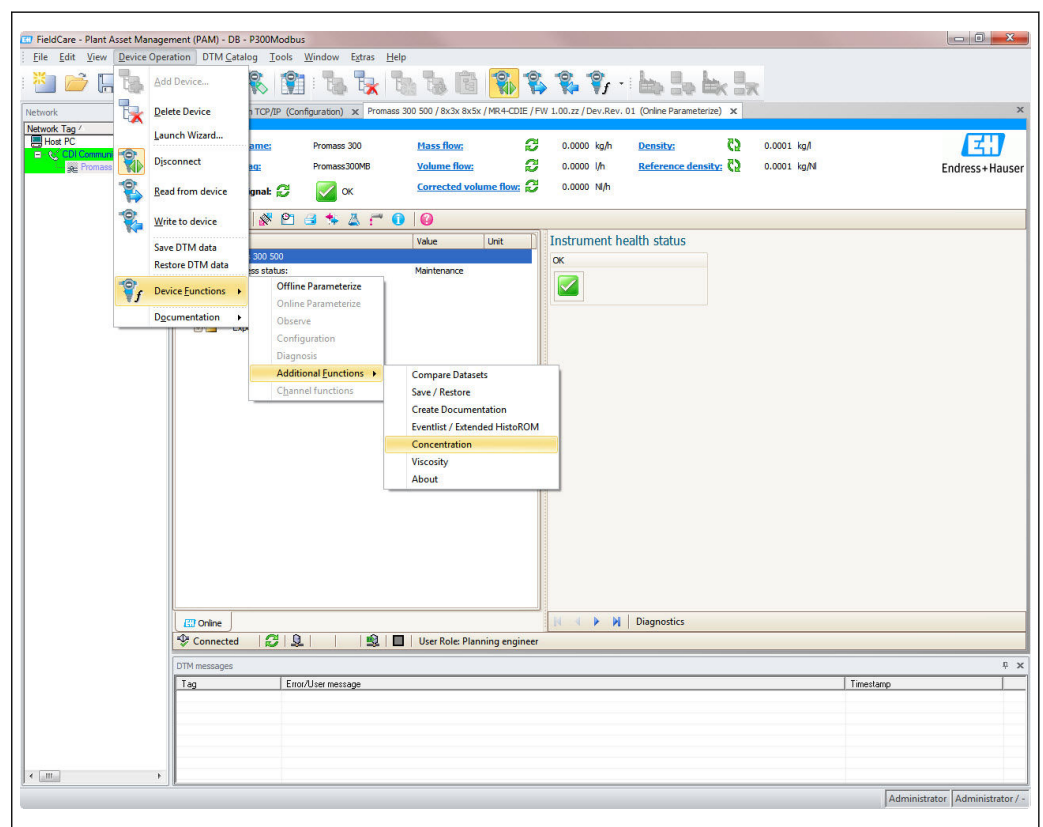 FieldCare - Plant Asset Management (PAM) - DB - P300Modbus
File Edit View Device Operation DTM Catalog Tools Window Extras Help
Network
Network Tag
Host PC
CDI Commun
Promass
Add Device...
Delete Device
Launch Wizard...
Disconnect
Read from device
Write to device
Save DTM data
Restore DTM data
Device Functions
Documentation
TCP/IP (Configuration) x Promass 300 500 / 8x3x 8x5x / MR4-CDIE / FW 1.00.zz / Dev.Rev. 01 (Online Parameterize) x
ame: Promass 300 Mass flow: 0.0000 kg/h Density: 0.0001 kg/l
ag: Promass300MB Volume flow: 0.0000 l/h Reference density: 0.0001 kg/Nl
gnal: OK Corrected volume flow: 0.0000 Nl/h
EH
Endress+Hauser
Value Unit
300 500
ess status: Maintenance
Exp
Offline Parameterize
Online Parameterize
Observe
Configuration
Diagnosis
Additional Functions
Channel functions
Compare Datasets
Save / Restore
Create Documentation
Eventlist / Extended HistoROM
Concentration
Viscosity
About
Instrument health status
OK
Online
Diagnostics
Connected User Role: Planning engineer
DTM messages
Tag Error/User message Timestamp
Administrator Administrator / -